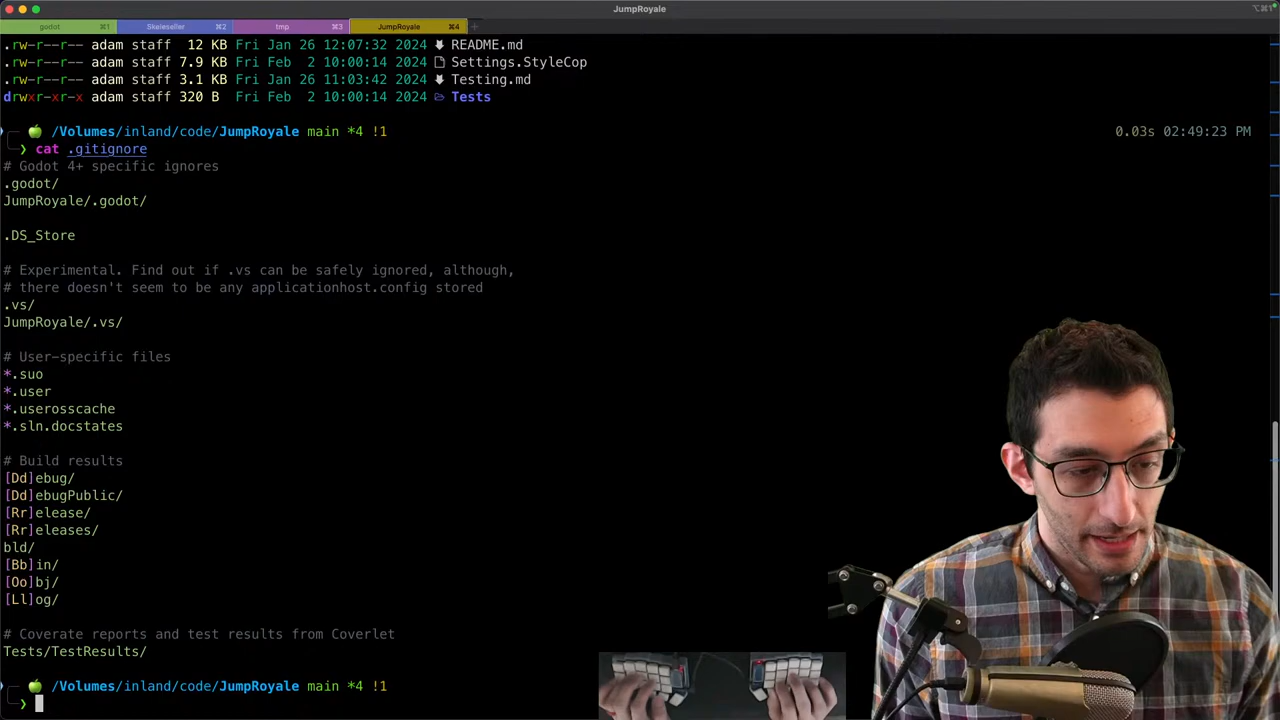 JumpRoyale
⌥⌘1
godot ⌘1 Skeleseller ⌘2 tmp ⌘3 JumpRoyale ⌘4 +
.rw-r--r-- adam staff 12 KB Fri Jan 26 12:07:32 2024 README.md
.rw-r--r-- adam staff 7.9 KB Fri Feb 2 10:00:14 2024 Settings.StyleCop
.rw-r--r-- adam staff 3.1 KB Fri Jan 26 11:03:42 2024 Testing.md
drwxr-xr-x adam staff 320 B Fri Feb 2 10:00:14 2024 Tests
/Volumes/inland/code/JumpRoyale main *4 !1 0.03s 02:49:23 PM
❯ cat .gitignore
# Godot 4+ specific ignores
.godot/
JumpRoyale/.godot/
.DS_Store
# Experimental. Find out if .vs can be safely ignored, although,
# there doesn't seem to be any applicationhost.config stored
.vs/
JumpRoyale/.vs/
# User-specific files
*.suo
*.user
*.userosscache
*.sln.docstates
# Build results
[Dd]ebug/
[Dd]ebugPublic/
[Rr]elease/
[Rr]eleases/
bld/
[Bb]in/
[Oo]bj/
[Ll]og/
# Coverate reports and test results from Coverlet
Tests/TestResults/
/Volumes/inland/code/JumpRoyale main *4 !1
❯